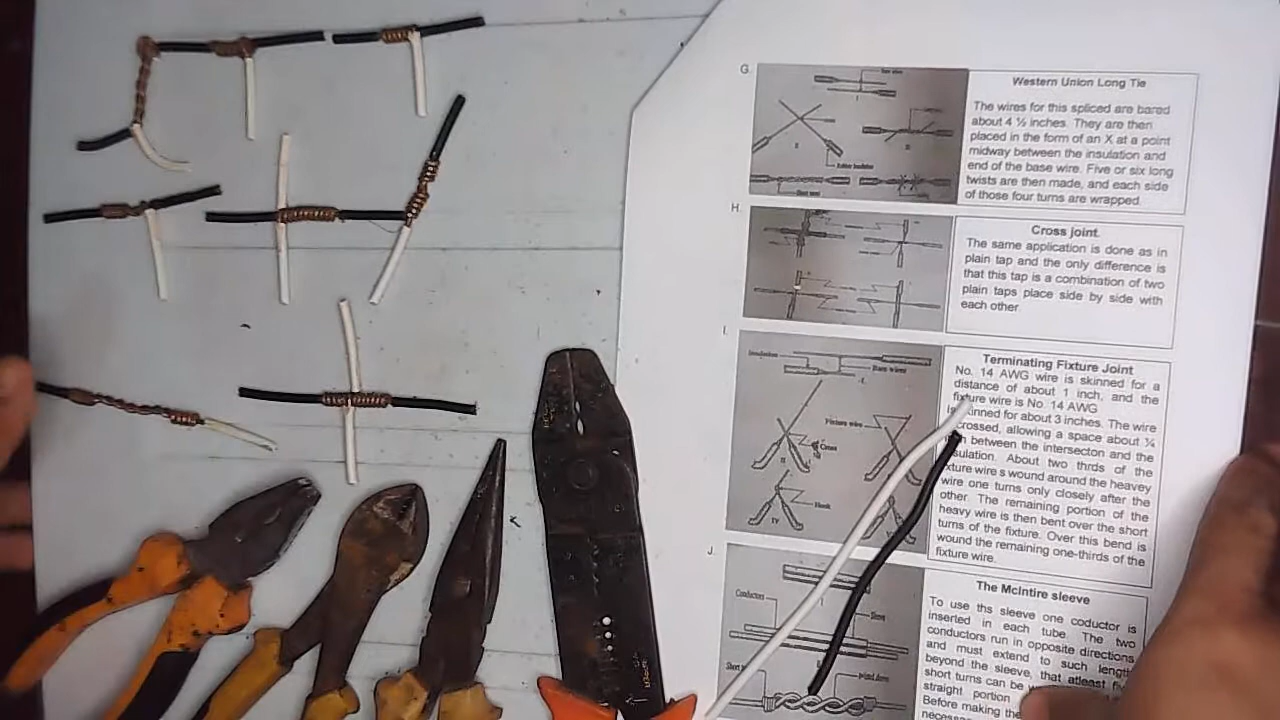 G.
Western Union Long Tie
The wires for this spliced are bared
about 4 ½ inches. They are then
placed in the form of an X at a point
midway between the insulation and
end of the base wire. Five or six long
twists are then made, and each side
of those four turns are wrapped.
H.
Cross joint.
The same application is done as in
plain tap and the only difference is
that this tap is a combination of two
plain taps place side by side with
each other
I.
Insulation
Bare wires
Fixture wire
Cross
Hook
Terminating Fixture Joint
No. 14 AWG wire is skinned for a
distance of about 1 inch, and the
fixture wire is No. 14 AWG
skinned for about 3 inches. The wire
crossed, allowing a space about ¾
between the intersecton and the
About two thrds of the
wire s wound around the heavey
wire one turns only closely after the
other. The remaining portion of the
heavy wire is then bent over the short
turns of the fixture. Over this bend is
wound the remaining one-thirds of the
fixture wire.
J.
Conductors
Sleeve
The McIntire sleeve
To use ths sleeve one coductor is
inserted in each tube. The two
conductors run in opposite directions
and must extend to such length
beyond the sleeve, that atleast
short turns can be
straight portion
Before making the